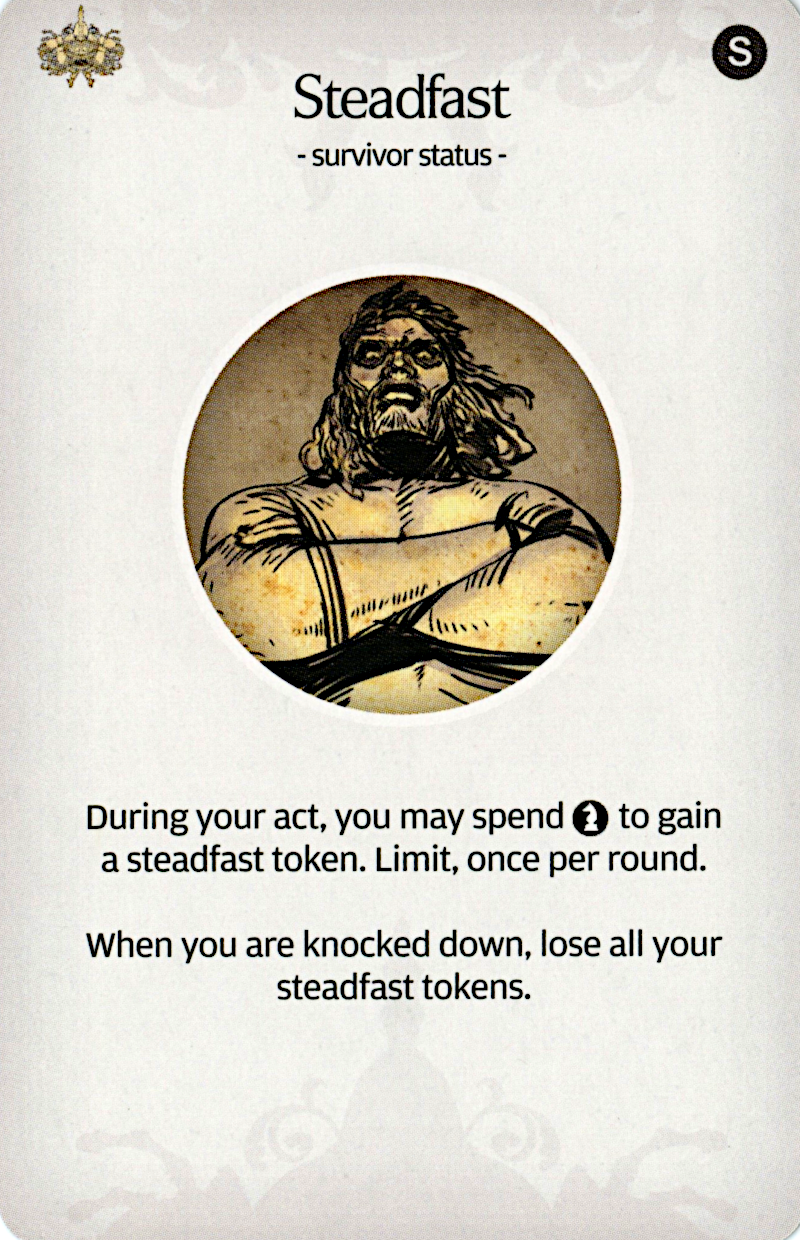 S
Steadfast
- survivor status -
During your act, you may spend to gain
a steadfast token. Limit, once per round.
When you are knocked down, lose all your
steadfast tokens.